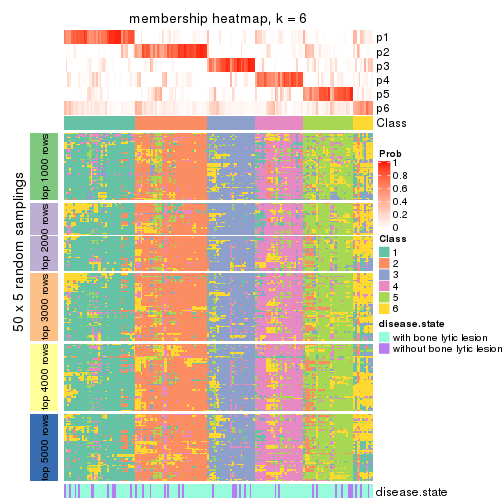 membership heatmap, k = 6
p1
p2
p3
p4
p5
p6
Class
50 x 5 random samplings
top 1000 rows
top 2000 rows
top 3000 rows
top 4000 rows
top 5000 rows
disease.state
Prob
1
0.8
0.6
0.4
0.2
0
Class
1
2
3
4
5
6
disease.state
with bone lytic lesion
without bone lytic lesion